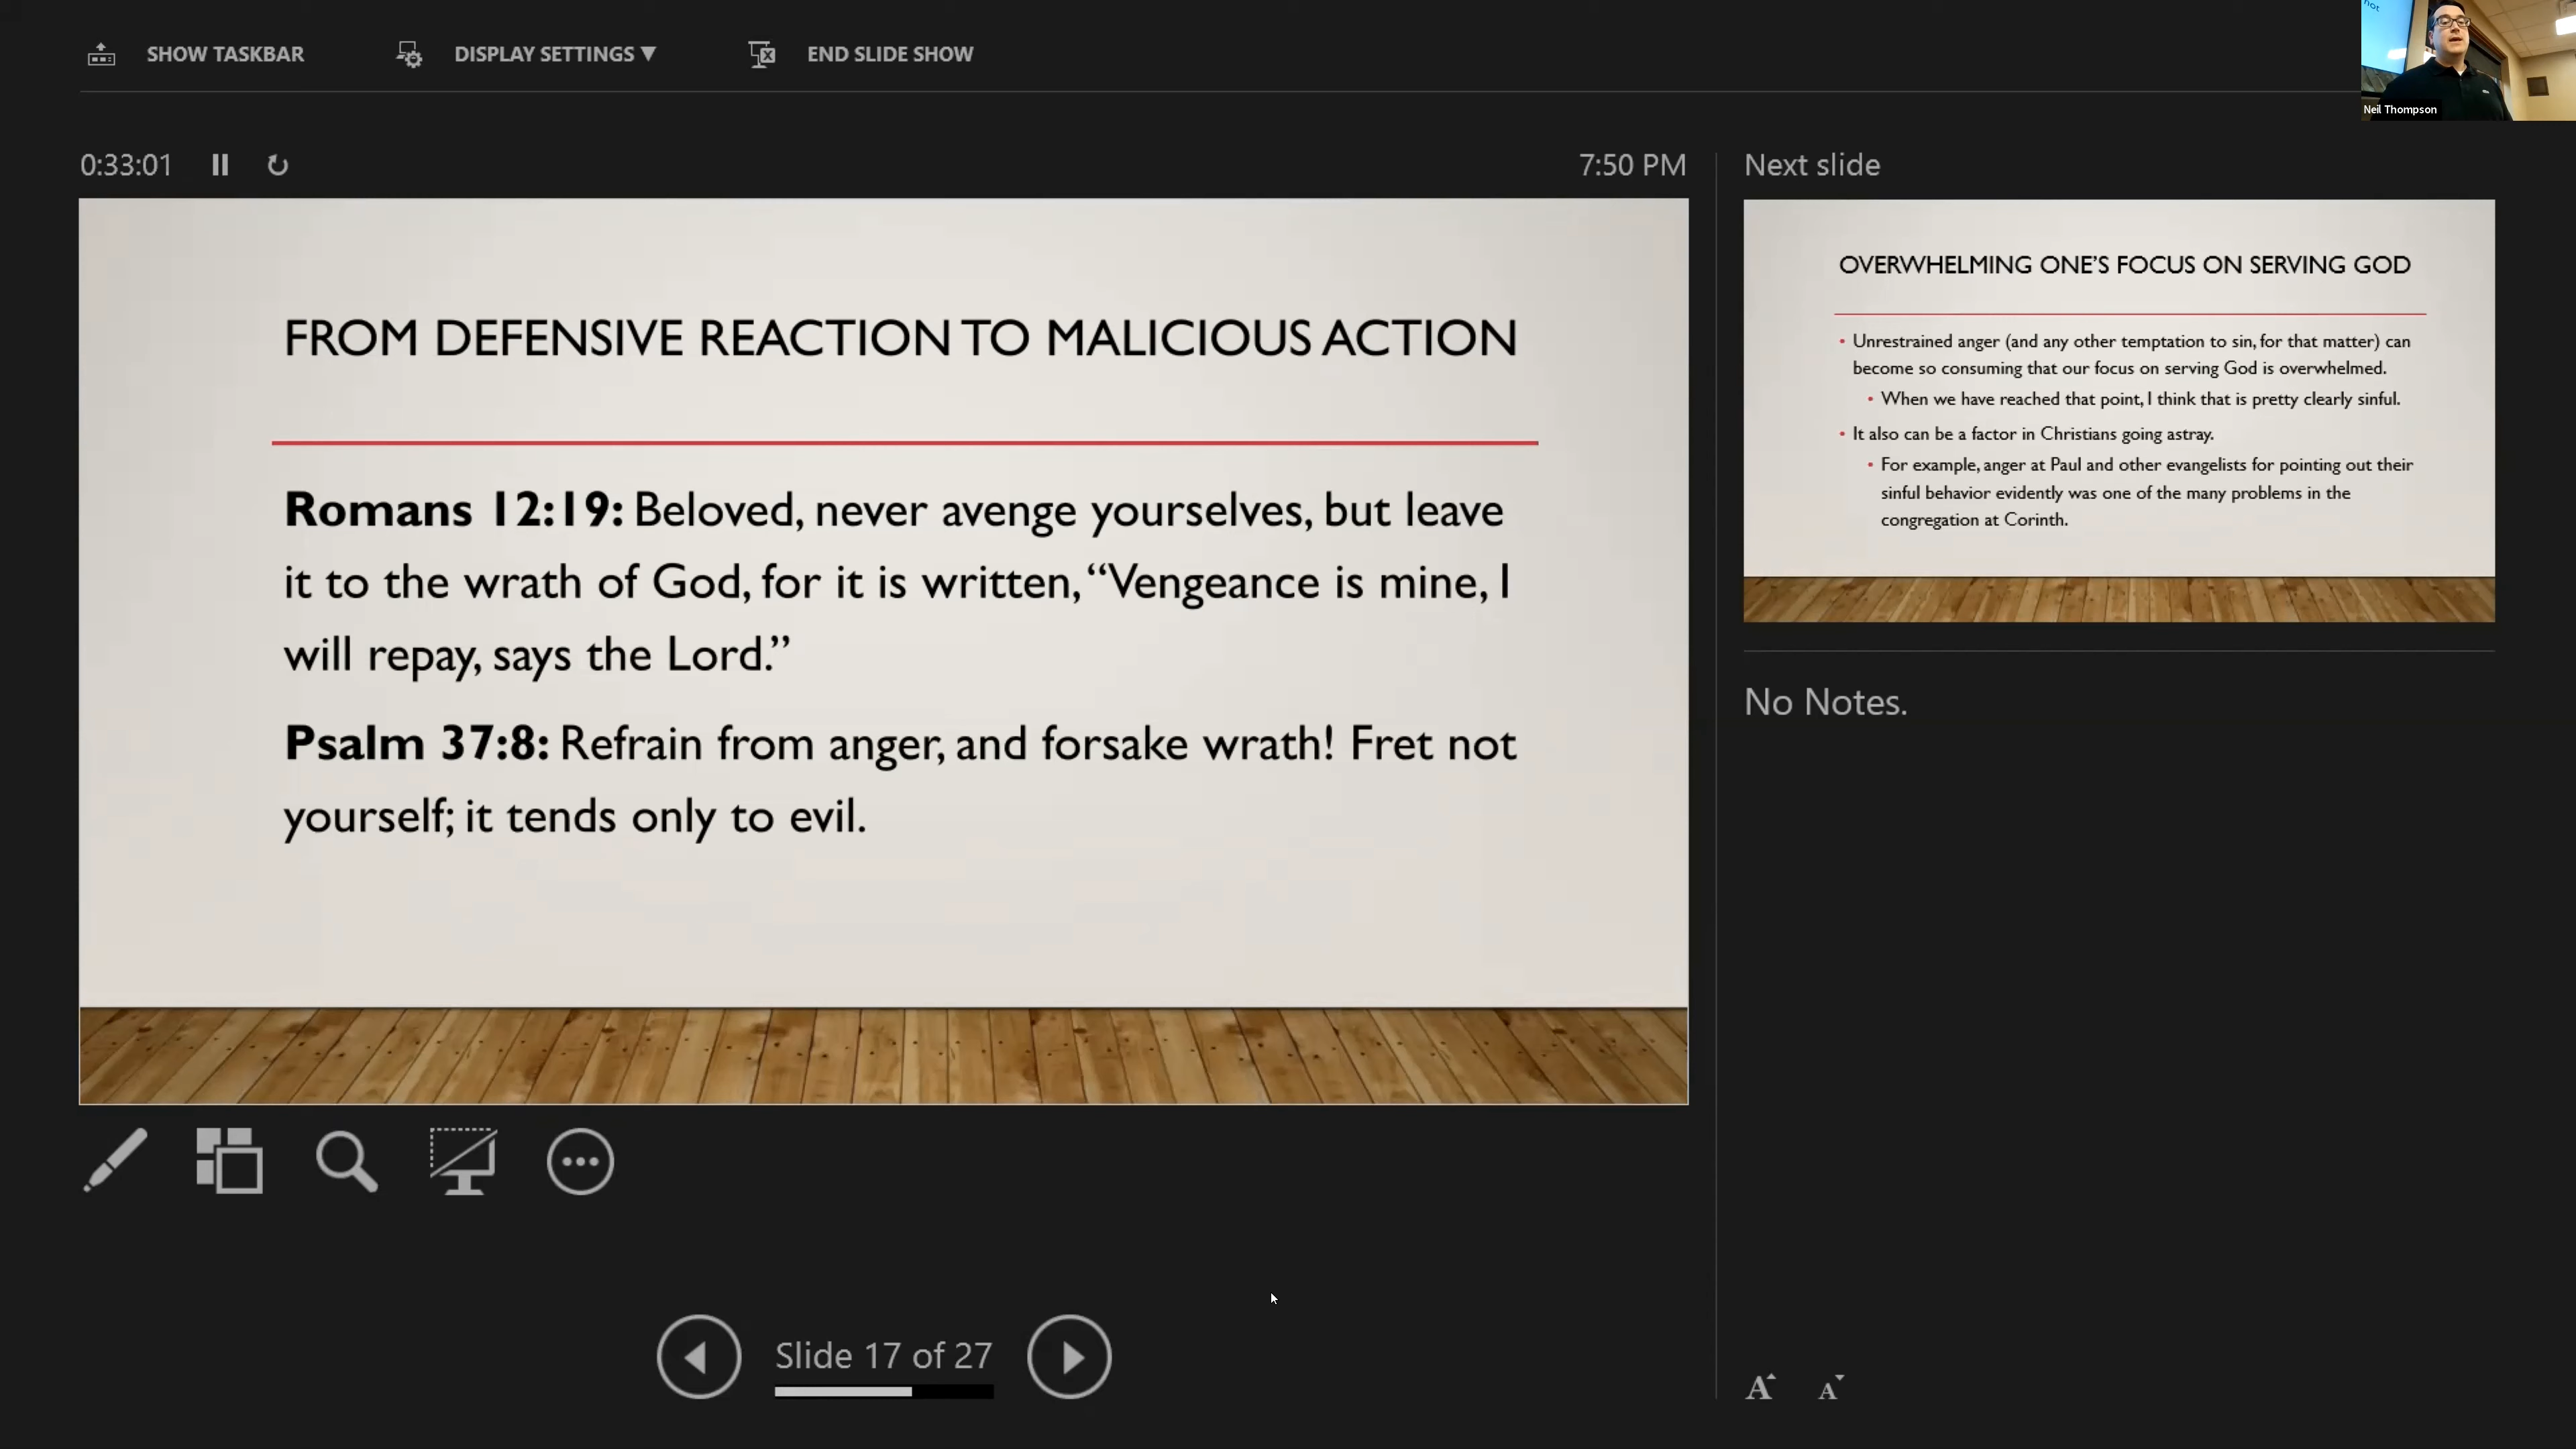 SHOW TASKBAR
DISPLAY SETTINGS ▼
END SLIDE SHOW
not
Neil Thompson
0:33:01
7:50 PM
FROM DEFENSIVE REACTION TO MALICIOUS ACTION
Romans 12:19: Beloved, never avenge yourselves, but leave
it to the wrath of God, for it is written, “Vengeance is mine, I
will repay, says the Lord.”
Psalm 37:8: Refrain from anger, and forsake wrath! Fret not
yourself; it tends only to evil.
Slide 17 of 27
Next slide
OVERWHELMING ONE’S FOCUS ON SERVING GOD
• Unrestrained anger (and any other temptation to sin, for that matter) can
become so consuming that our focus on serving God is overwhelmed.
• When we have reached that point, I think that is pretty clearly sinful.
• It also can be a factor in Christians going astray.
• For example, anger at Paul and other evangelists for pointing out their
sinful behavior evidently was one of the many problems in the
congregation at Corinth.
No Notes.
A A